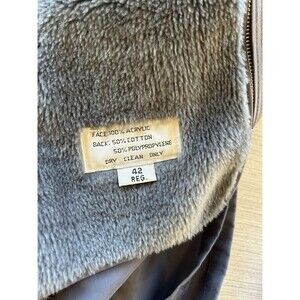 FACE:100% ACRYLIC
BACK: 50% COTTON
50% POLYPROPYLENE
DRY CLEAN ONLY
42
REG.